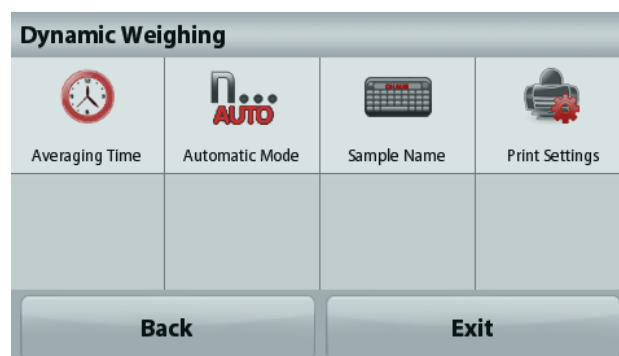 Dynamic Weighing
n...
AUTO
Averaging Time
Automatic Mode
Sample Name
Print Settings
Back
Exit